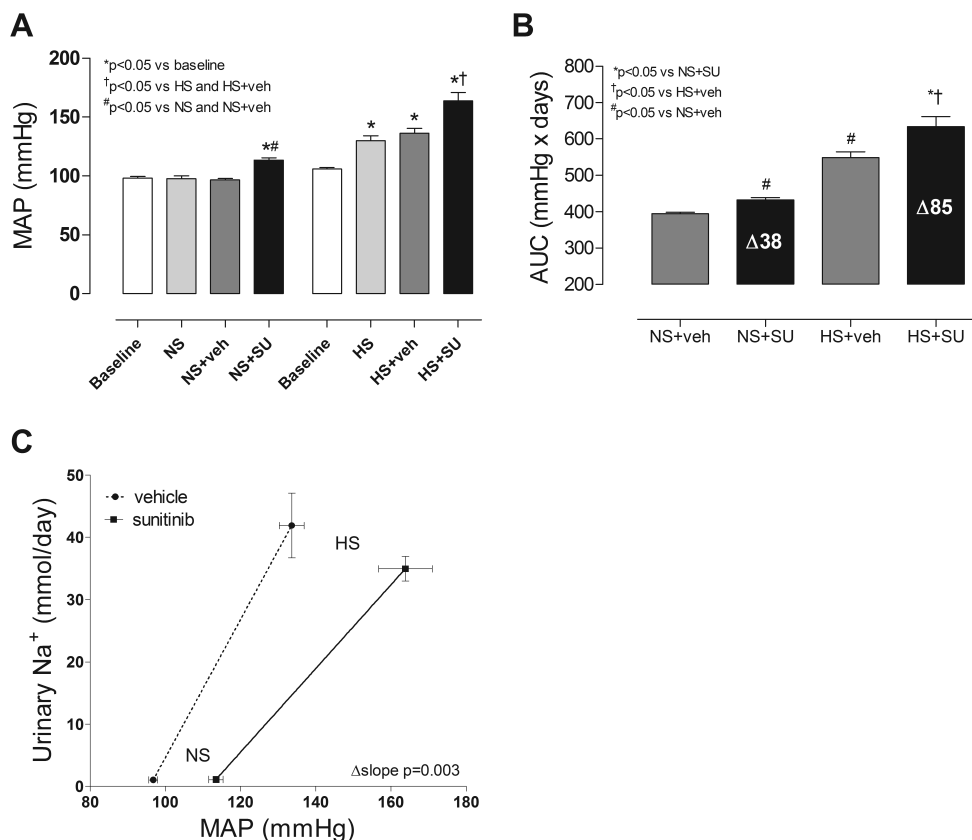 A
MAP (mmHg)
200
150
100
50
0
*p<0.05 vs baseline
†p<0.05 vs HS and HS+veh
#p<0.05 vs NS and NS+veh
*#
*
*
*†
Baseline
NS
NS+veh
NS+SU
Baseline
HS
HS+veh
HS+SU
B
AUC (mmHg x days)
800
700
600
500
400
300
200
*p<0.05 vs NS+SU
†p<0.05 vs HS+veh
#p<0.05 vs NS+veh
#
#
*†
Δ38
Δ85
NS+veh
NS+SU
HS+veh
HS+SU
C
Urinary Na+ (mmol/day)
50
40
30
20
10
0
vehicle
sunitinib
HS
NS
Δslope p=0.003
80
100
120
140
160
180
MAP (mmHg)